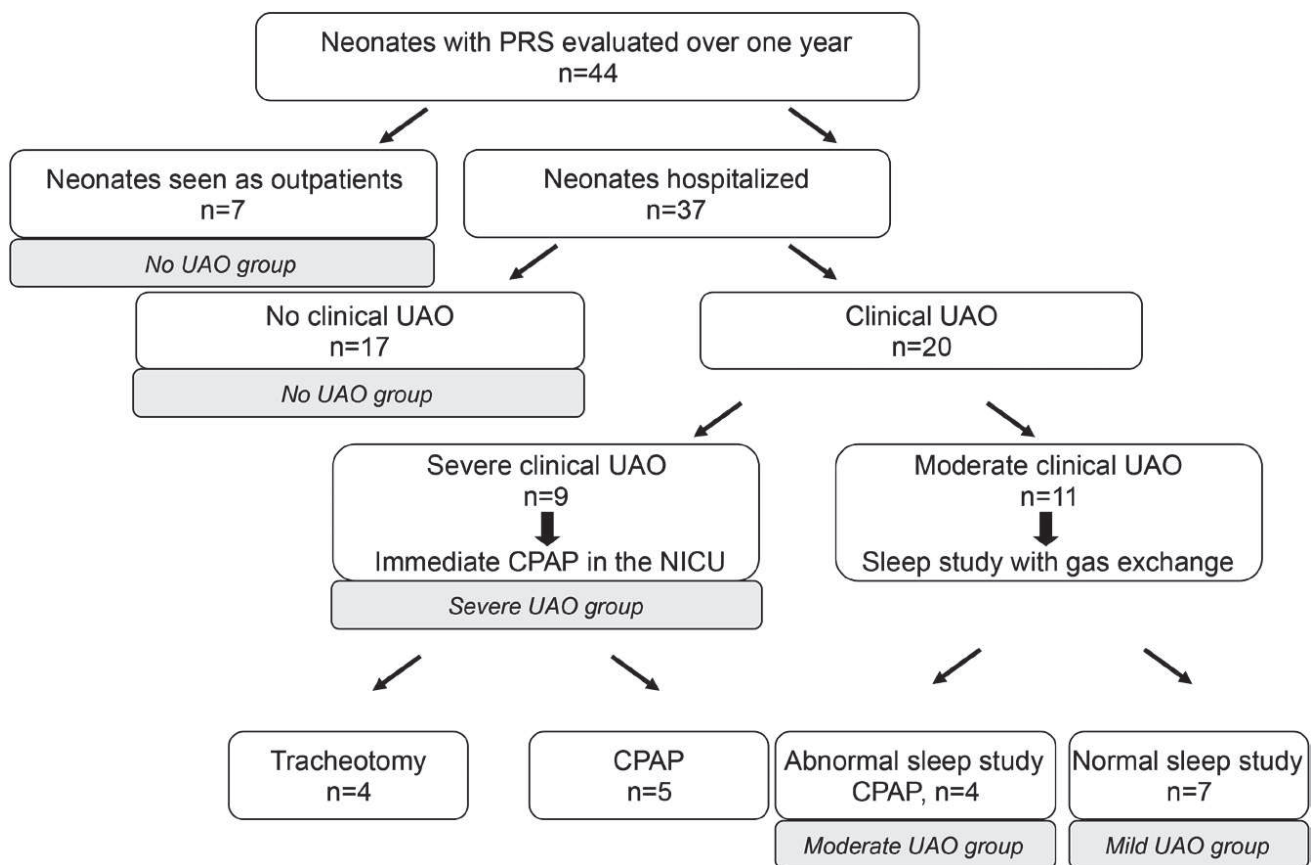 Neonates with PRS evaluated over one year
n=44
Neonates seen as outpatients
n=7
No UAO group
Neonates hospitalized
n=37
No clinical UAO
n=17
No UAO group
Clinical UAO
n=20
Severe clinical UAO
n=9
Immediate CPAP in the NICU
Severe UAO group
Moderate clinical UAO
n=11
Sleep study with gas exchange
Tracheotomy
n=4
CPAP
n=5
Abnormal sleep study
CPAP, n=4
Moderate UAO group
Normal sleep study
n=7
Mild UAO group